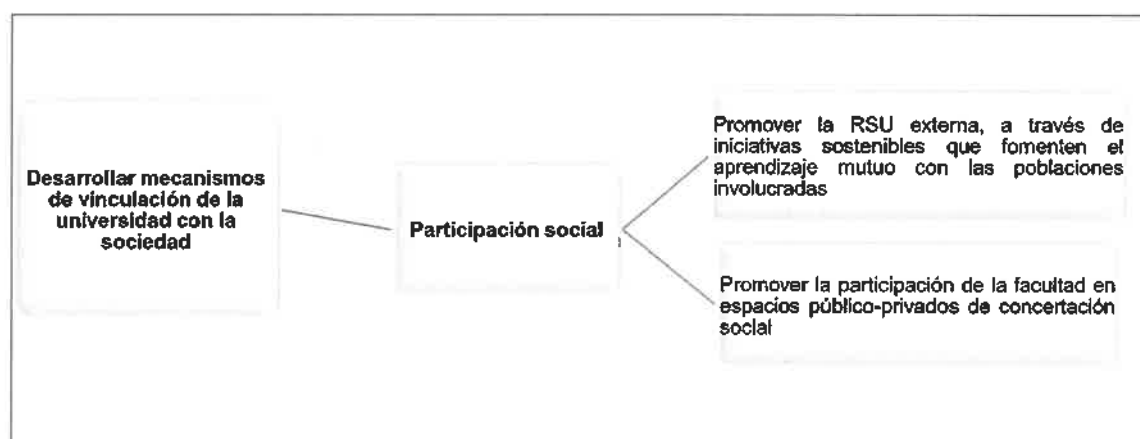 Desarrollar mecanismos
de vinculación de la
universidad con la
sociedad
Participación social
Promover la RSU externa, a través de
iniciativas sostenibles que fomenten el
aprendizaje mutuo con las poblaciones
involucradas
Promover la participación de la facultad en
espacios público-privados de concertación
social